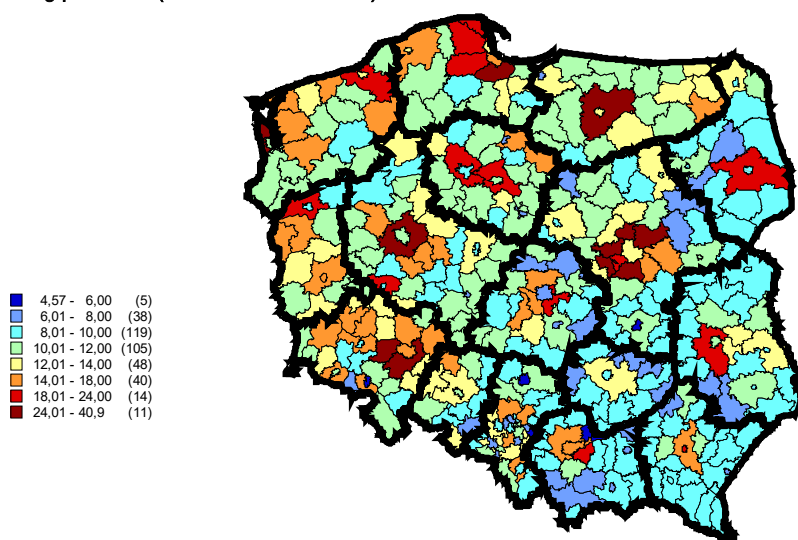 4,57 - 6,00 (5)
6,01 - 8,00 (38)
8,01 - 10,00 (119)
10,01 - 12,00 (105)
12,01 - 14,00 (48)
14,01 - 18,00 (40)
18,01 - 24,00 (14)
24,01 - 40,9 (11)